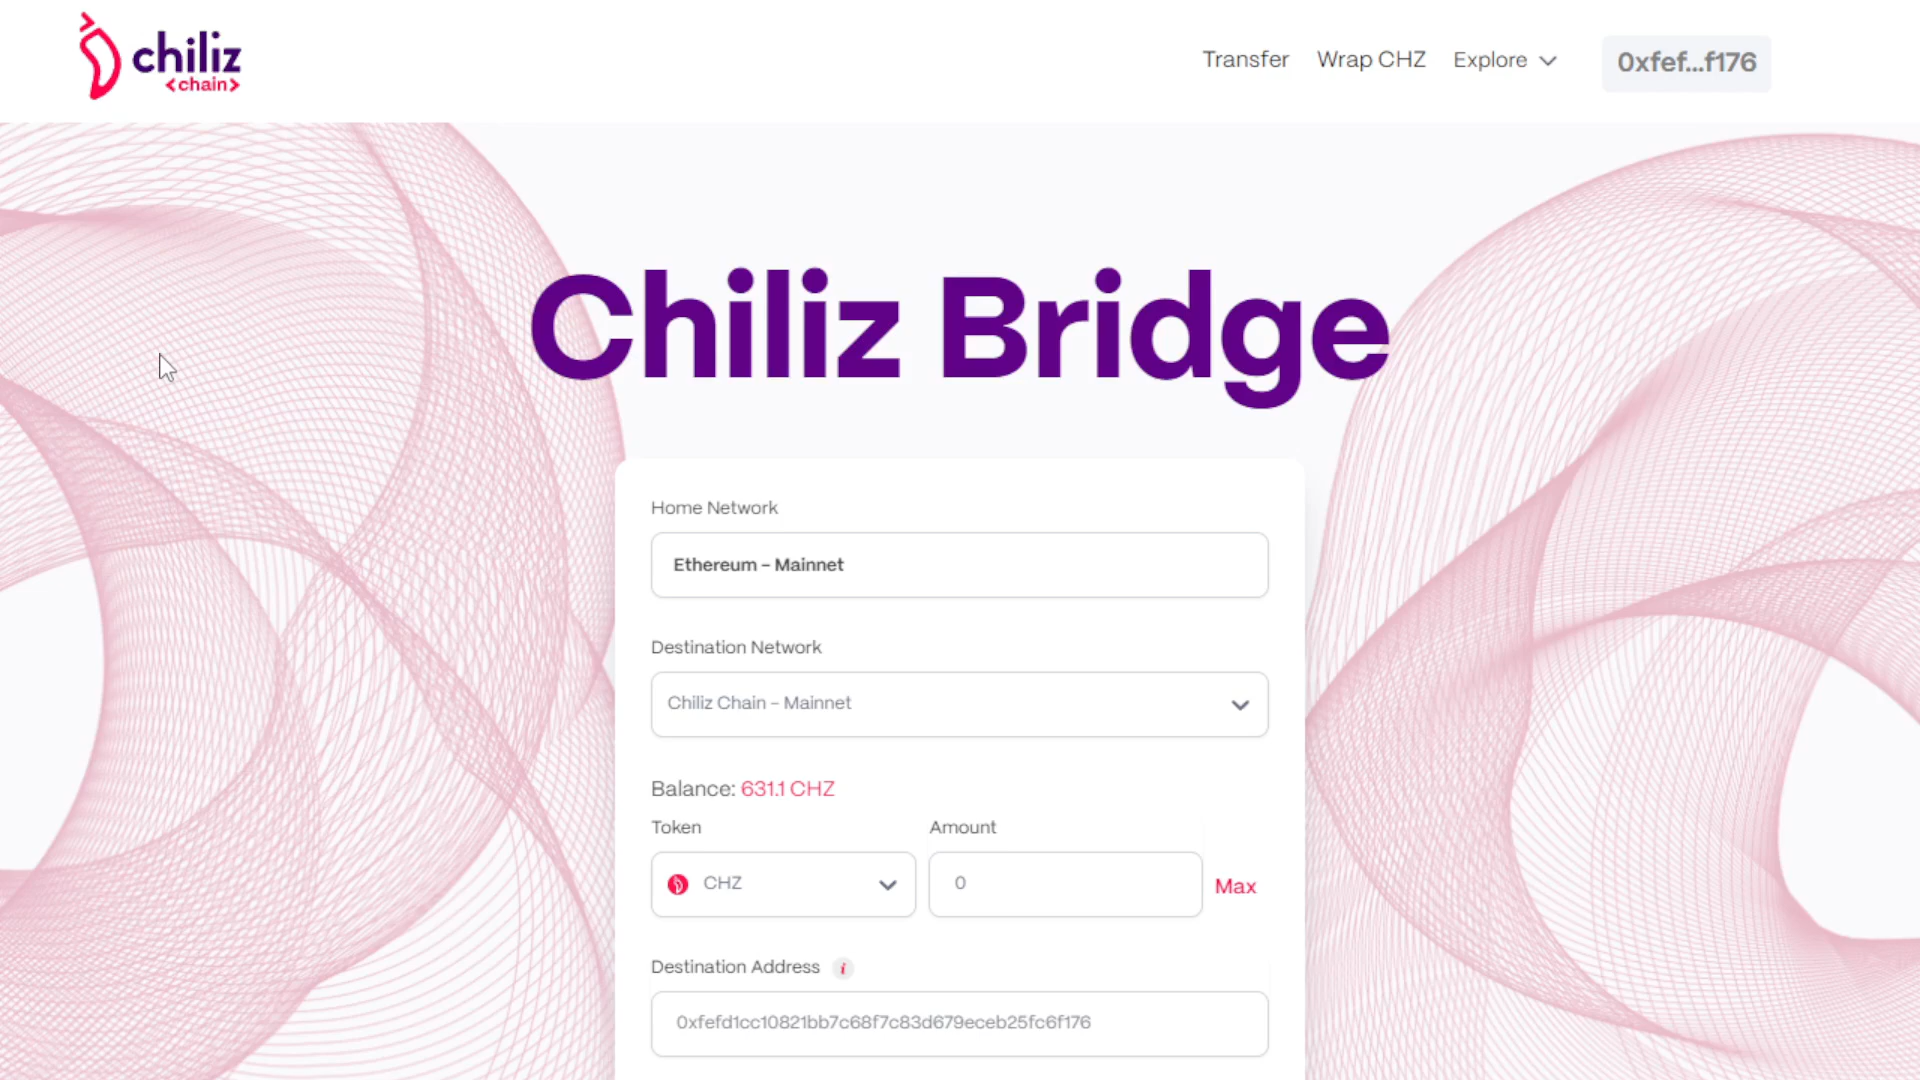 chiliz
<chain>
Transfer Wrap CHZ Explore 0xfef...f176
Chiliz Bridge
Home Network
Ethereum - Mainnet
Destination Network
Chiliz Chain - Mainnet
Balance: 631.1 CHZ
Token Amount
CHZ 0 Max
Destination Address i
0xfefd1cc10821bb7c68f7c83d679eceb25fc6f176